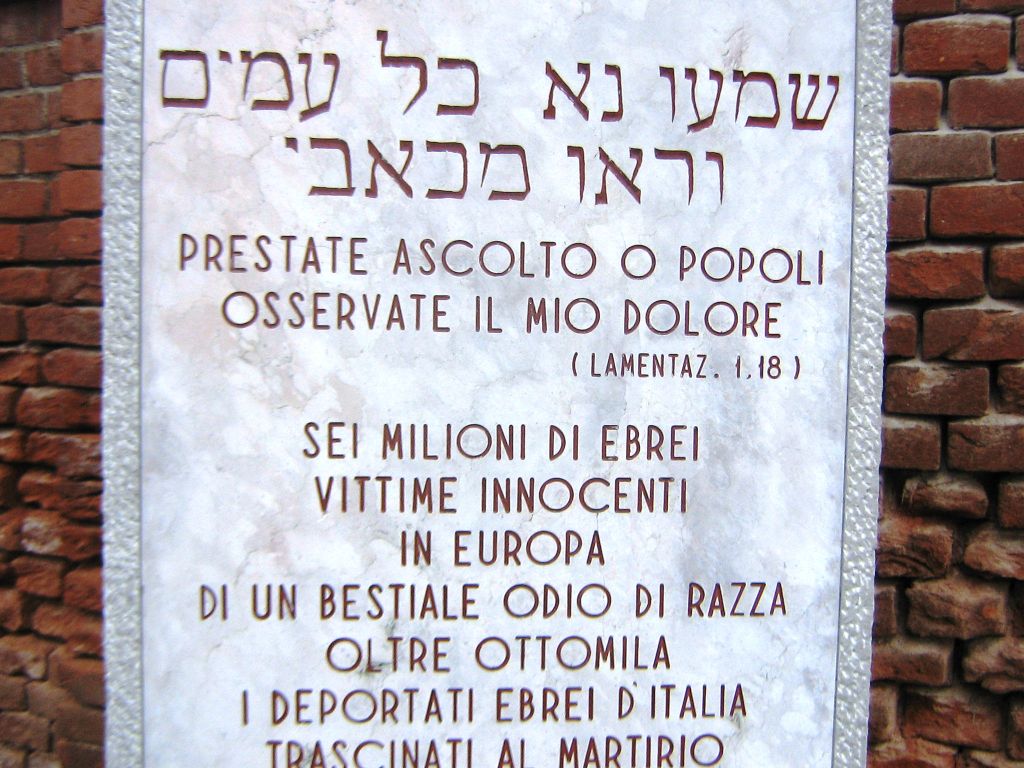 שמעו נא כל עמים
וראו מכאבי
PRESTATE ASCOLTO O POPOLI
OSSERVATE IL MIO DOLORE
( LAMENTAZ. 1,18 )
SEI MILIONI DI EBREI
VITTIME INNOCENTI
IN EUROPA
DI UN BESTIALE ODIO DI RAZZA
OLTRE OTTOMILA
I DEPORTATI EBREI D'ITALIA
TRASCINATI AL MARTIRIO